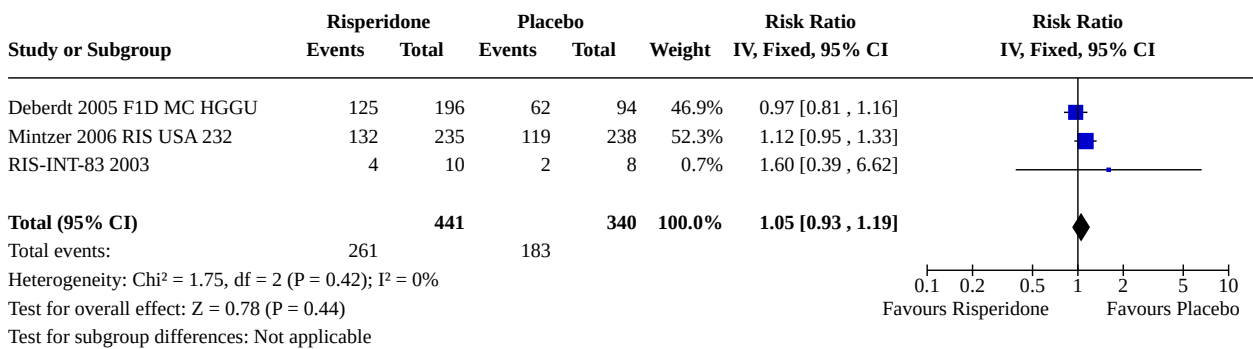 Risperidone Placebo Risk Ratio Risk Ratio
Study or Subgroup Events Total Events Total Weight IV, Fixed, 95% CI IV, Fixed, 95% CI
Deberdt 2005 F1D MC HGGU 125 196 62 94 46.9% 0.97 [0.81 , 1.16]
Mintzer 2006 RIS USA 232 132 235 119 238 52.3% 1.12 [0.95 , 1.33]
RIS-INT-83 2003 4 10 2 8 0.7% 1.60 [0.39 , 6.62]
Total (95% CI) 441 340 100.0% 1.05 [0.93 , 1.19]
Total events: 261 183
Heterogeneity: Chi² = 1.75, df = 2 (P = 0.42); I² = 0%
Test for overall effect: Z = 0.78 (P = 0.44)
Test for subgroup differences: Not applicable
0.1 0.2 0.5 1 2 5 10
Favours Risperidone Favours Placebo